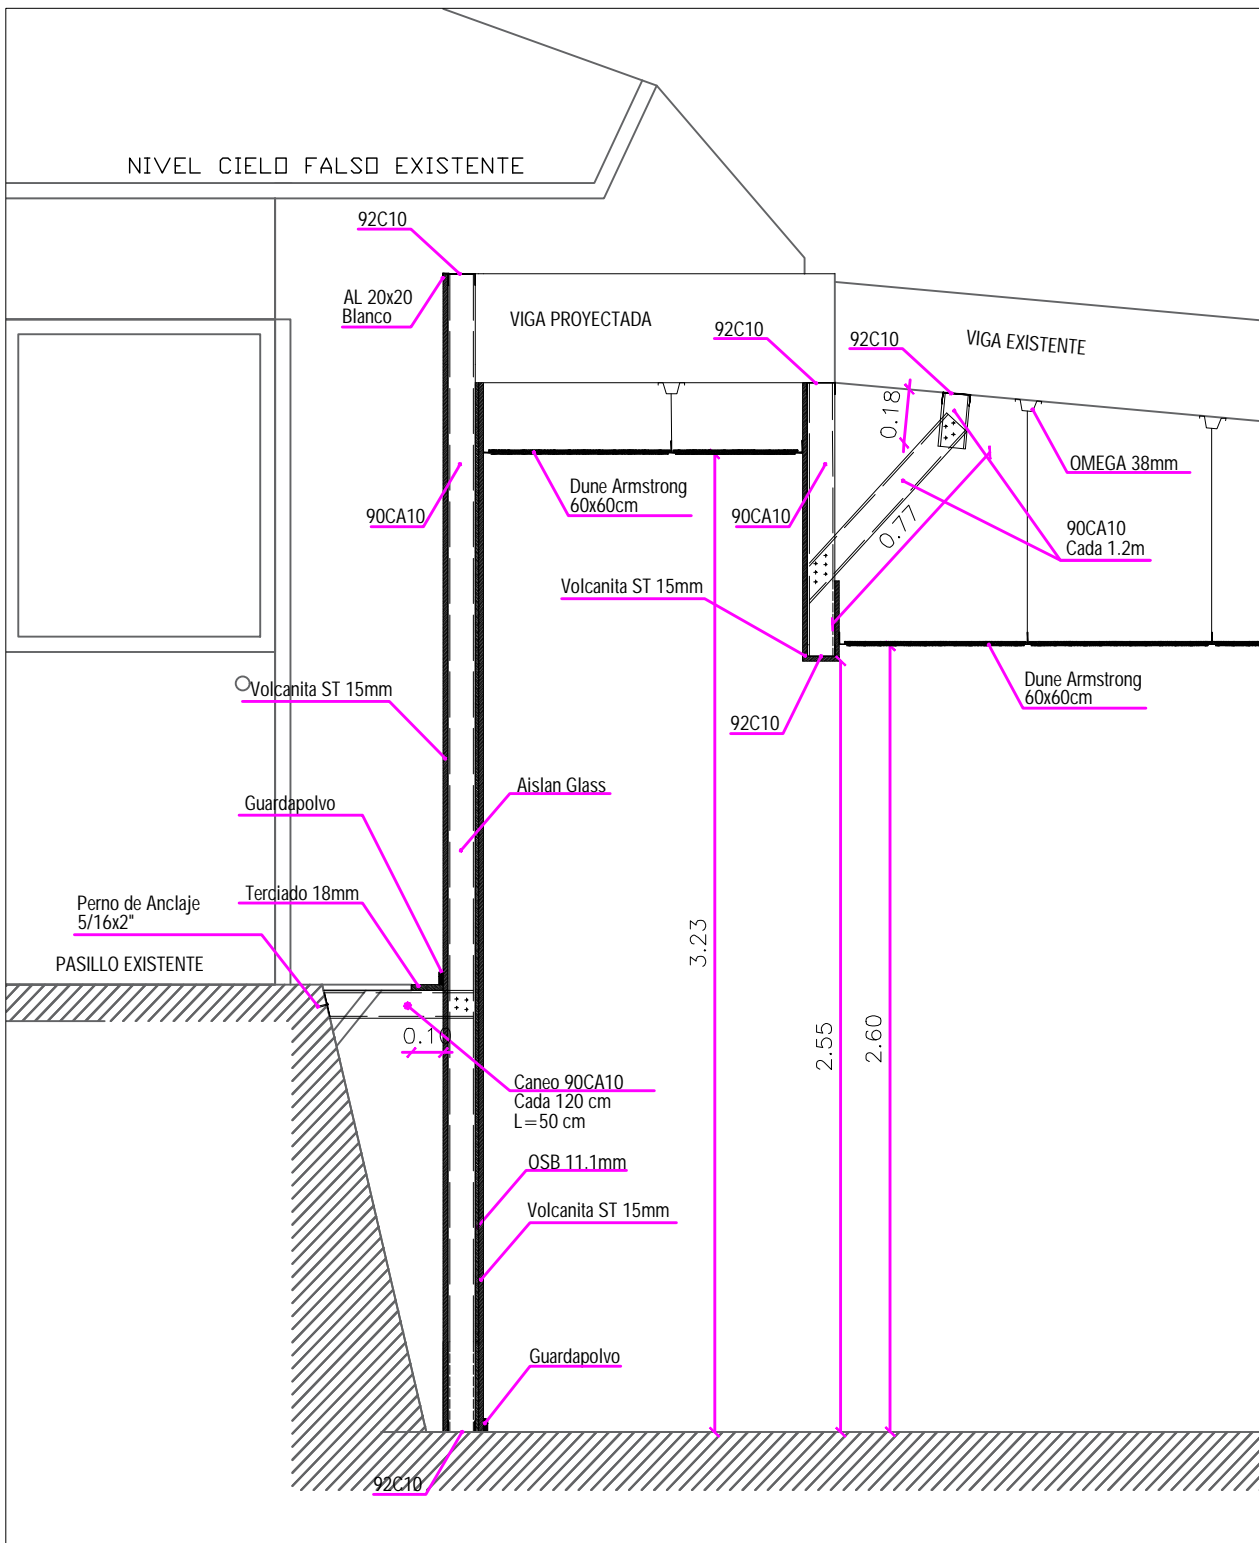 NIVEL CIELO FALSO EXISTENTE
92C10
AL 20x20
Blanco
VIGA PROYECTADA
92C10
92C10
VIGA EXISTENTE
0.18
OMEGA 38mm
Dune Armstrong
60x60cm
90CA10
90CA10
0.77
90CA10
Cada 1.2m
Volcanita ST 15mm
Dune Armstrong
60x60cm
Volcanita ST 15mm
92C10
Aislan Glass
Guardapolvo
Terciado 18mm
Perno de Anclaje
5/16x2"
PASILLO EXISTENTE
3.23
2.55
2.60
0.10
Caneo 90CA10
Cada 120 cm
L=50 cm
OSB 11.1mm
Volcanita ST 15mm
Guardapolvo
92C10